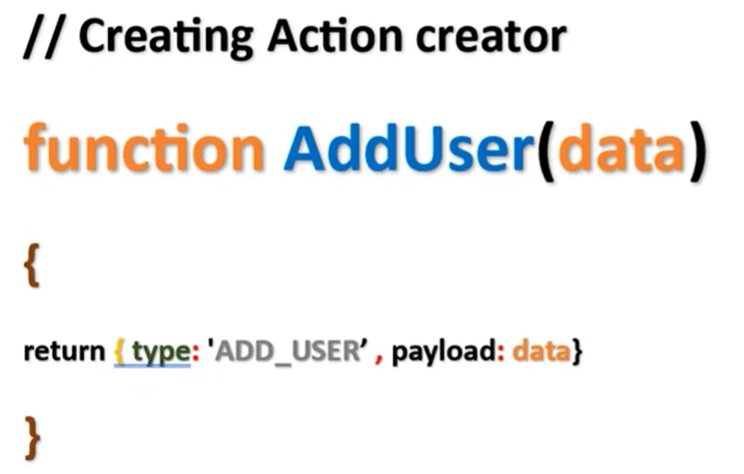 // Creating Action creator
function AddUser(data)
{
return { type: 'ADD_USER’ , payload: data}
}